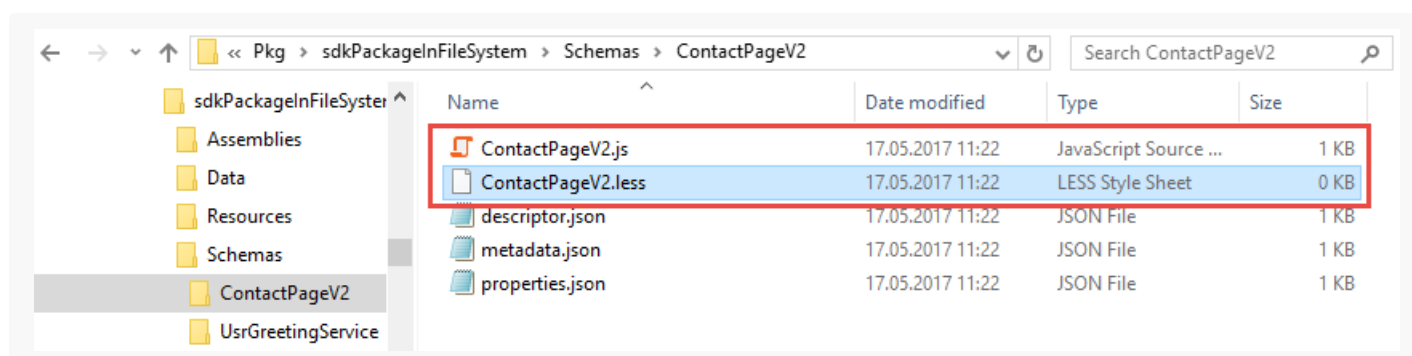 « Pkg > sdkPackageInFileSystem > Schemas > ContactPageV2 Search ContactPageV2
sdkPackageInFileSyster Name Date modified Type Size
Assemblies ContactPageV2.js 17.05.2017 11:22 JavaScript Source ... 1 KB
Data ContactPageV2.less 17.05.2017 11:22 LESS Style Sheet 0 KB
Resources descriptor.json 17.05.2017 11:22 JSON File 1 KB
Schemas metadata.json 17.05.2017 11:22 JSON File 1 KB
ContactPageV2 properties.json 17.05.2017 11:22 JSON File 1 KB
UsrGreetingService